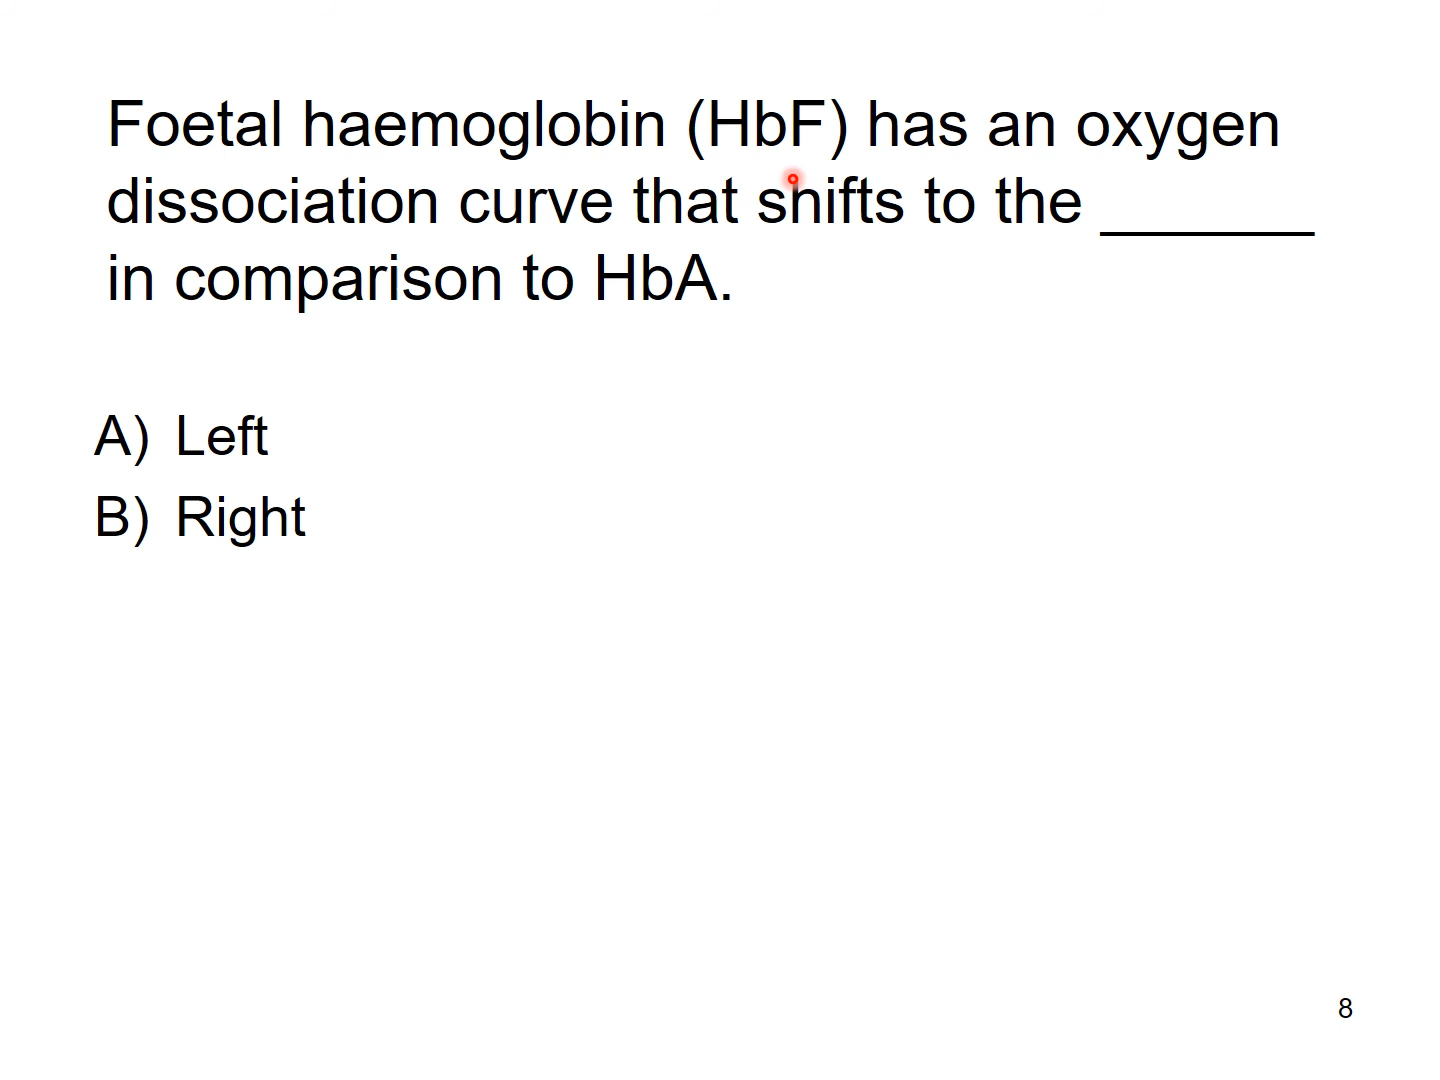 Foetal haemoglobin (HbF) has an oxygen
dissociation curve that shifts to the _______
in comparison to HbA.
A) Left
B) Right
8